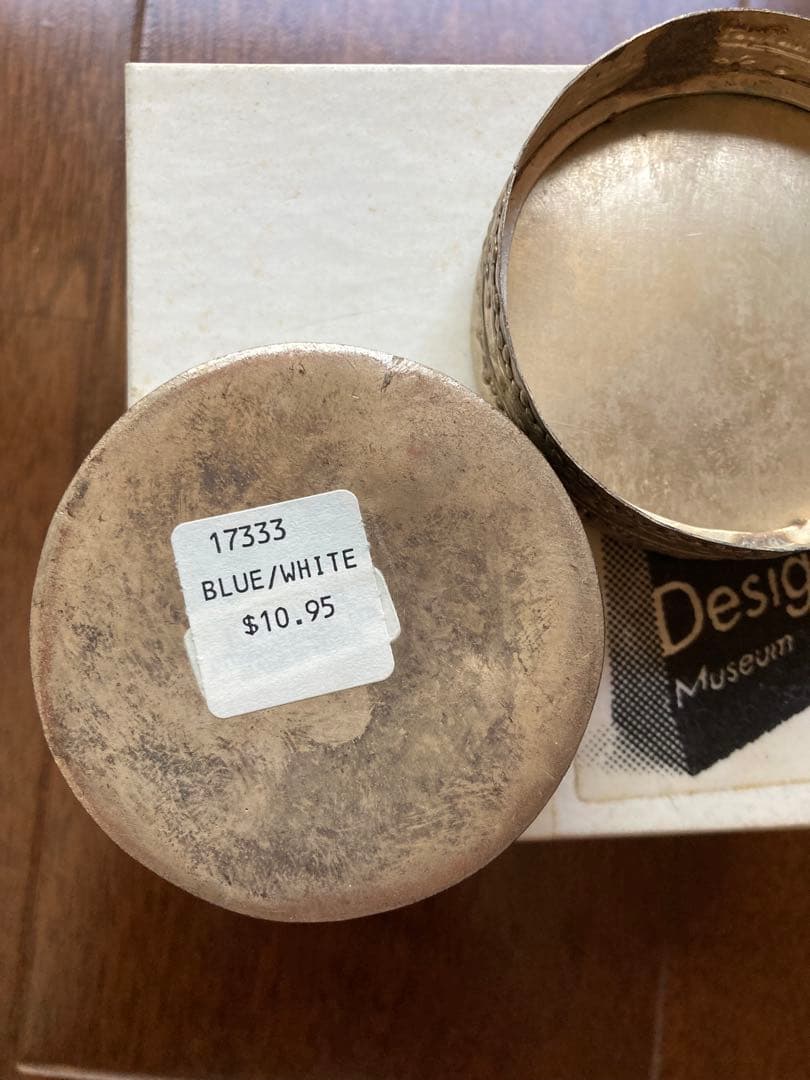 17333
BLUE/WHITE
$10.95
Desig
Museum